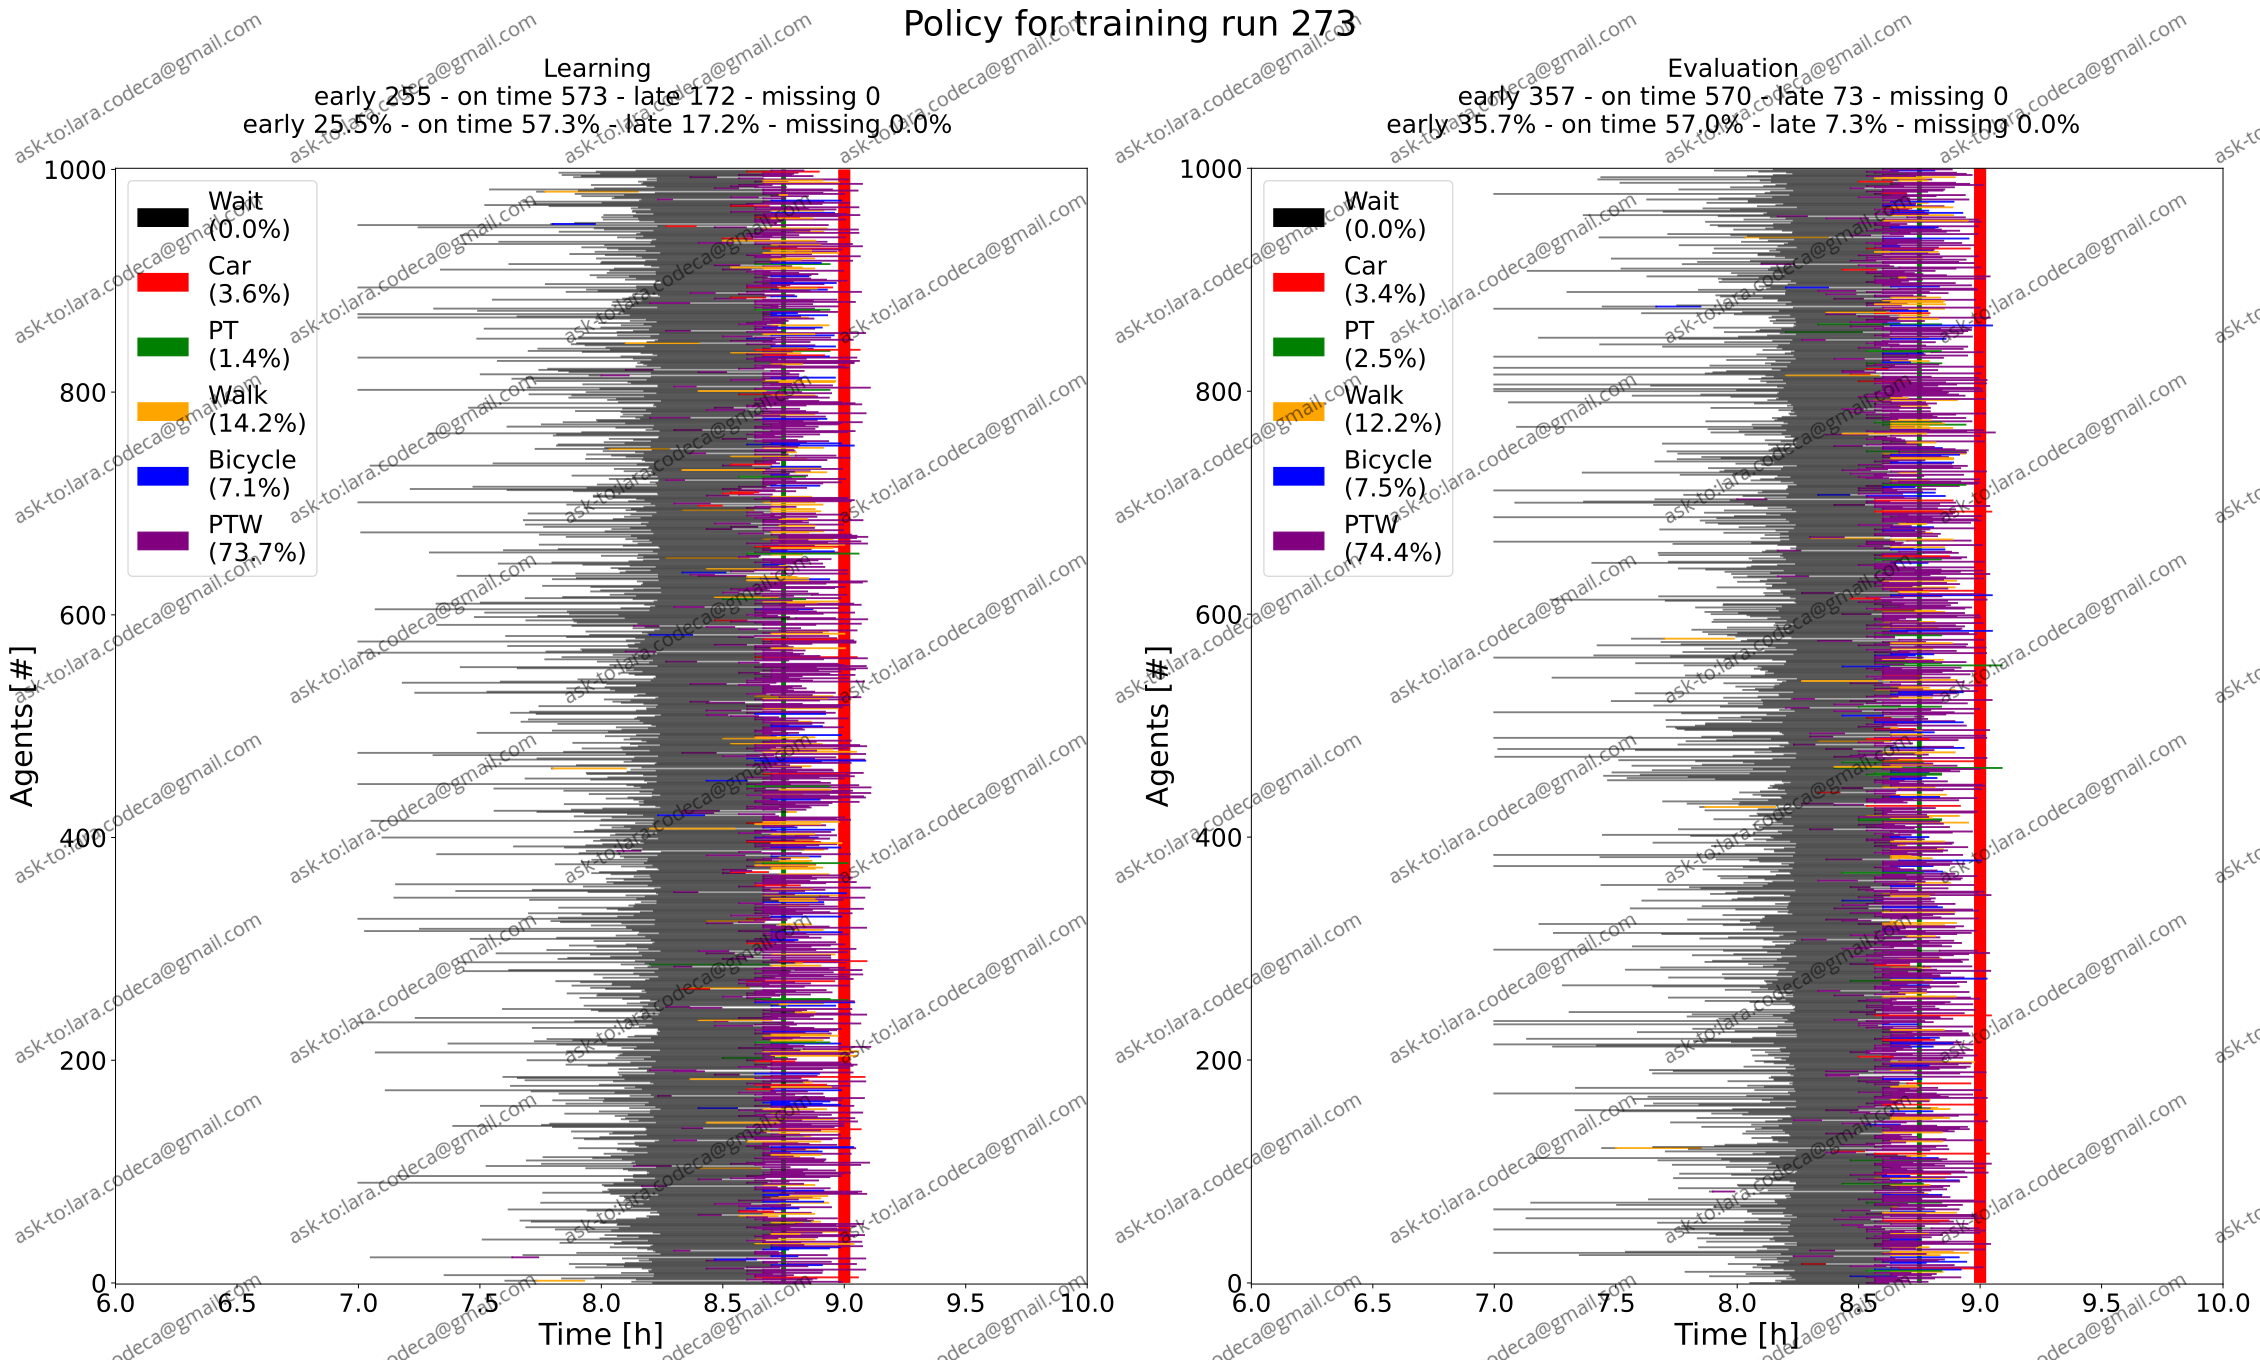 Policy for training run 273
Learning
early 255 - on time 573 - late 172 - missing 0
early 25.5% - on time 57.3% - late 17.2% - missing 0.0%
Wait
(0.0%)
Car
(3.6%)
PT
(1.4%)
Walk
(14.2%)
Bicycle
(7.1%)
PTW
(73.7%)
Agents [#]
1000
800
600
400
200
0
6.0 6.5 7.0 7.5 8.0 8.5 9.0 9.5 10.0
Time [h]
Evaluation
early 357 - on time 570 - late 73 - missing 0
early 35.7% - on time 57.0% - late 7.3% - missing 0.0%
Wait
(0.0%)
Car
(3.4%)
PT
(2.5%)
Walk
(12.2%)
Bicycle
(7.5%)
PTW
(74.4%)
Agents [#]
1000
800
600
400
200
0
6.0 6.5 7.0 7.5 8.0 8.5 9.0 9.5 10.0
Time [h]
ask-to:lara.codeca@gmail.com